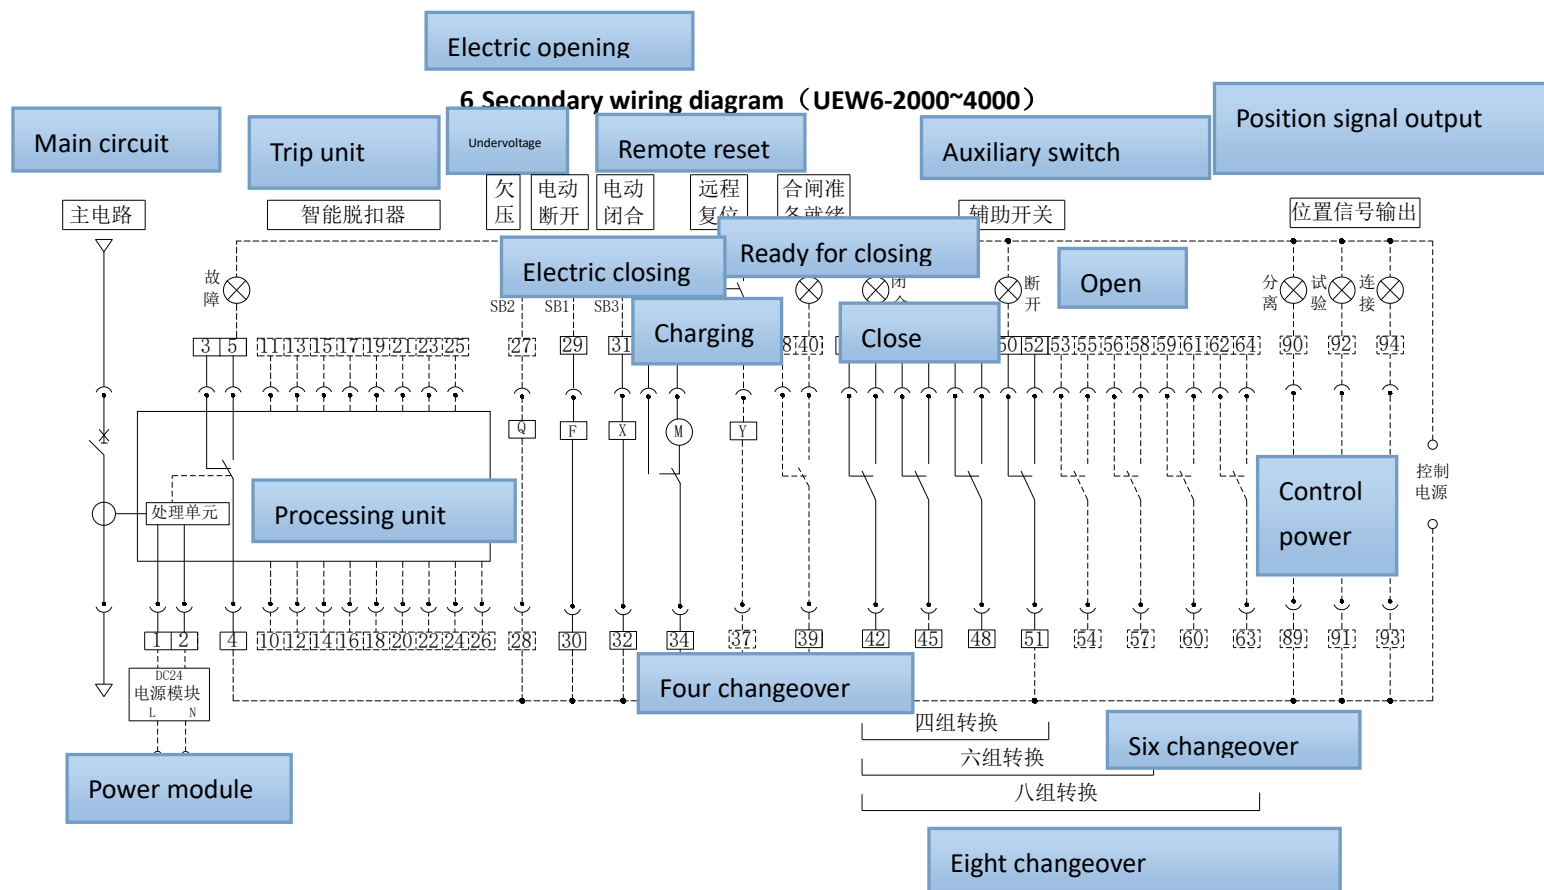 Electric opening
6 Secondary wiring diagram（UEW6-2000~4000）
Main circuit
Trip unit
Undervoltage
Remote reset
Auxiliary switch
Position signal output
主电路
智能脱扣器
欠压
电动断开
电动闭合
远程复位
合闸准备就绪
辅助开关
位置信号输出
Electric closing
Ready for closing
Open
故障
断开
分离
试验
连接
SB2
SB1
SB3
Charging
Close
3 5 11 13 15 17 19 21 23 25 27 29 31 40 50 52 53 55 56 58 59 61 62 64 90 92 94
Q F X M Y
控制电源
Control power
处理单元
Processing unit
1 2 4 10 12 14 16 18 20 22 24 26 28 30 32 34 37 39 42 45 48 51 54 57 60 63 89 91 93
DC24
电源模块
L N
Four changeover
四组转换
Six changeover
六组转换
Power module
八组转换
Eight changeover